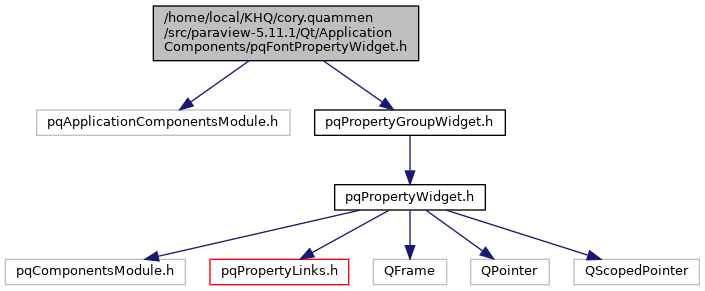 /home/local/KHQ/cory.quammen
/src/paraview-5.11.1/Qt/Application
Components/pqFontPropertyWidget.h
pqApplicationComponentsModule.h
pqPropertyGroupWidget.h
pqPropertyWidget.h
pqComponentsModule.h
pqPropertyLinks.h
QFrame
QPointer
QScopedPointer